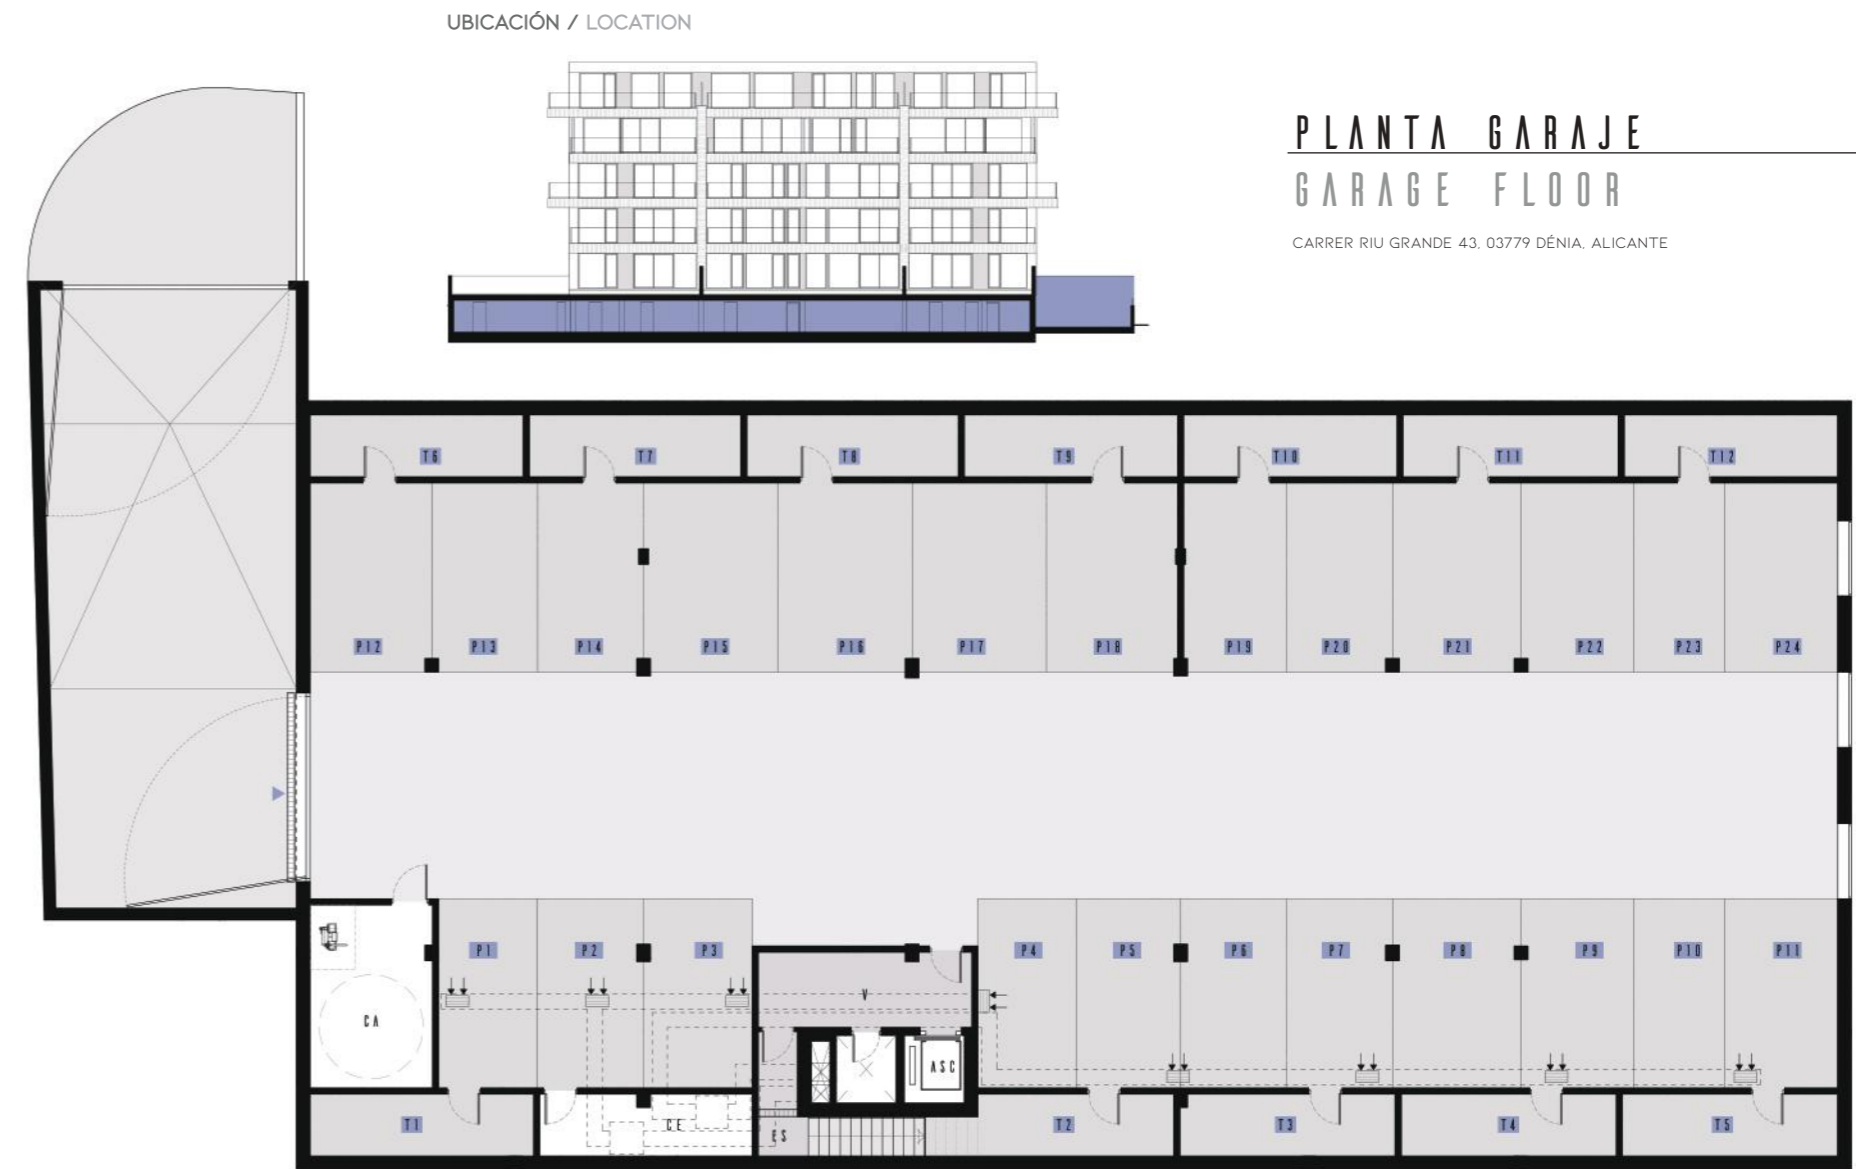 UBICACIÓN / LOCATION
PLANTA GARAJE
GARAGE FLOOR
CARRER RIU GRANDE 43, 03779 DÉNIA, ALICANTE
T6 T7 T8 T9 T10 T11 T12
P12 P13 P14 P15 P16 P17 P18 P19 P20 P21 P22 P23 P24
P1 P2 P3 P4 P5 P6 P7 P8 P9 P10 P11
V
CA
ASC
T1 CE ES T2 T3 T4 T5